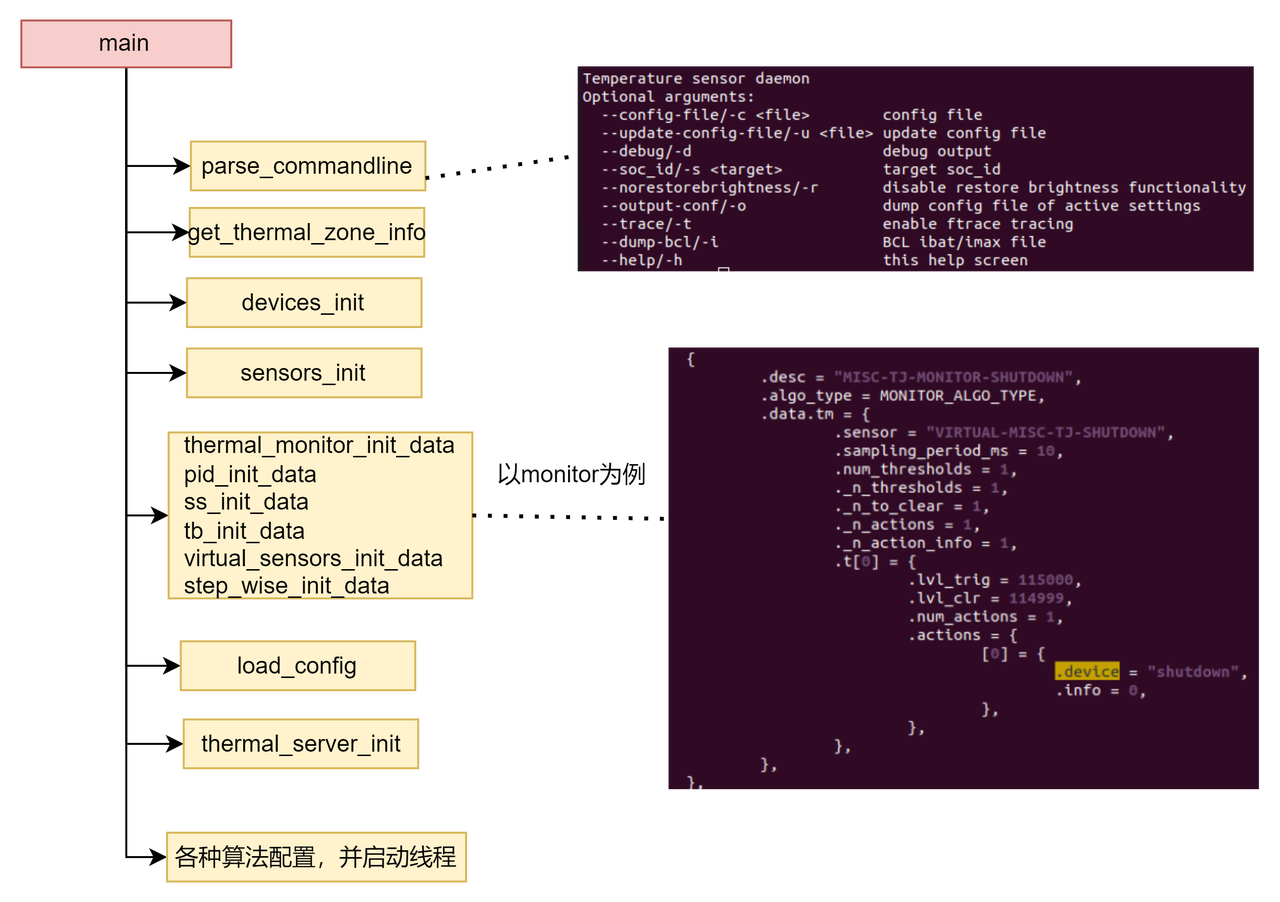 main
parse_commandline
get_thermal_zone_info
devices_init
sensors_init
thermal_monitor_init_data
pid_init_data
ss_init_data
tb_init_data
virtual_sensors_init_data
step_wise_init_data
load_config
thermal_server_init
各种算法配置，并启动线程
Temperature sensor daemon
Optional arguments:
--config-file/-c <file> config file
--update-config-file/-u <file> update config file
--debug/-d debug output
--soc_id/-s <target> target soc_id
--norestorebrightness/-r disable restore brightness functionality
--output-conf/-o dump config file of active settings
--trace/-t enable ftrace tracing
--dump-bcl/-i BCL ibat/imax file
--help/-h this help screen
以monitor为例
{
.desc = "MISC-TJ-MONITOR-SHUTDOWN",
.algo_type = MONITOR_ALGO_TYPE,
.data.tm = {
.sensor = "VIRTUAL-MISC-TJ-SHUTDOWN",
.sampling_period_ms = 10,
.num_thresholds = 1,
._n_thresholds = 1,
._n_to_clear = 1,
._n_actions = 1,
._n_action_info = 1,
.t[0] = {
.lvl_trig = 115000,
.lvl_clr = 114999,
.num_actions = 1,
.actions = {
[0] = {
.device = "shutdown",
.info = 0,
},
},
},
},
},